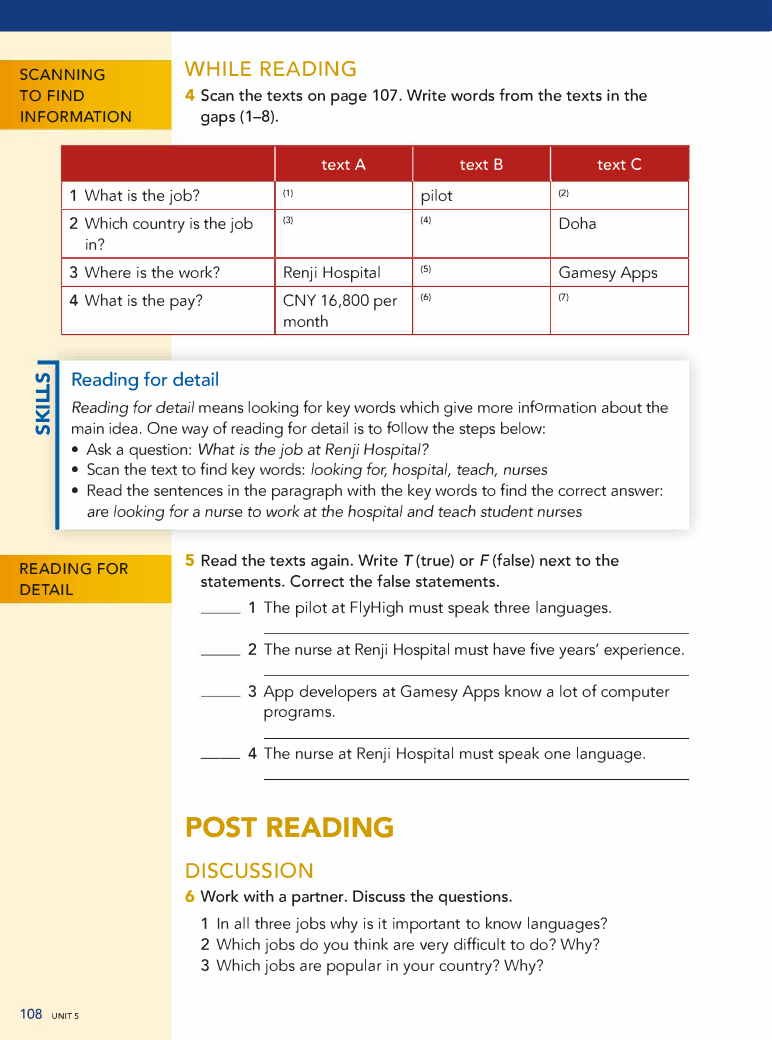 SCANNING
TO FIND
INFORMATION
WHILE READING
4 Scan the texts on page 107. Write words from the texts in the
gaps (1–8).
text A text B text C
1 What is the job? (1) pilot (2)
2 Which country is the job (3) (4) Doha
in?
3 Where is the work? Renji Hospital (5) Gamesy Apps
4 What is the pay? CNY 16,800 per (6) (7)
month
SKILLS
Reading for detail
Reading for detail means looking for key words which give more information about the
main idea. One way of reading for detail is to follow the steps below:
• Ask a question: What is the job at Renji Hospital?
• Scan the text to find key words: looking for, hospital, teach, nurses
• Read the sentences in the paragraph with the key words to find the correct answer:
are looking for a nurse to work at the hospital and teach student nurses
READING FOR
DETAIL
5 Read the texts again. Write T (true) or F (false) next to the
statements. Correct the false statements.
_____ 1 The pilot at FlyHigh must speak three languages.
_____ 2 The nurse at Renji Hospital must have five years’ experience.
_____ 3 App developers at Gamesy Apps know a lot of computer
programs.
_____ 4 The nurse at Renji Hospital must speak one language.
POST READING
DISCUSSION
6 Work with a partner. Discuss the questions.
1 In all three jobs why is it important to know languages?
2 Which jobs do you think are very difficult to do? Why?
3 Which jobs are popular in your country? Why?
108 UNIT 5